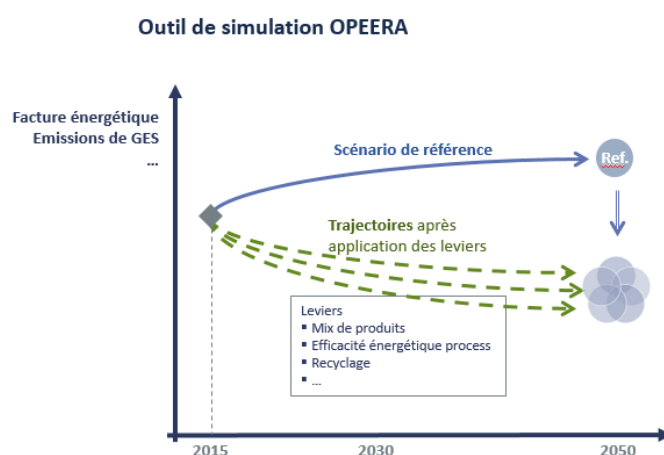 Outil de simulation OPEERA
Facture énergétique
Emissions de GES
...
Scénario de référence
Ref.
Trajectoires après
application des leviers
Leviers
▪ Mix de produits
▪ Efficacité énergétique process
▪ Recyclage
▪ ...
2015
2030
2050